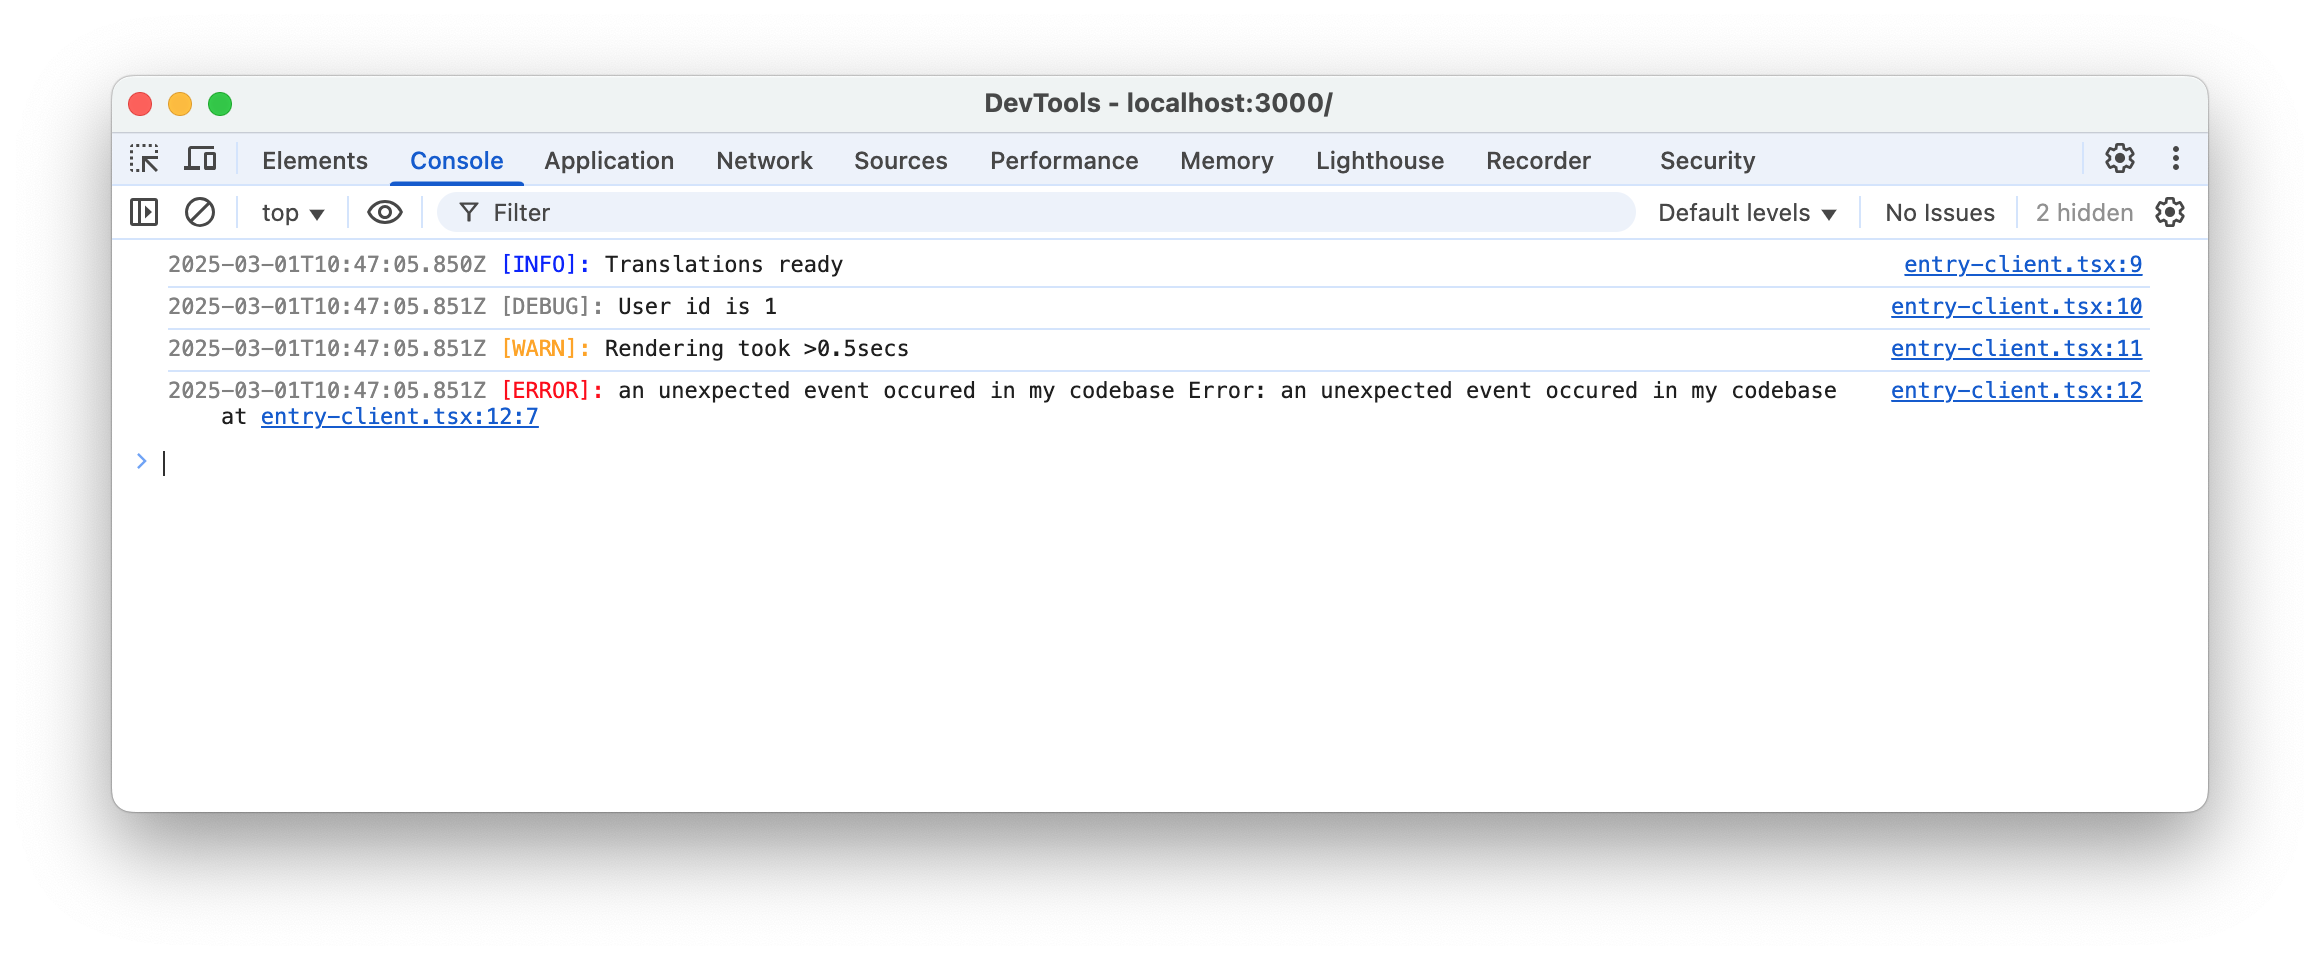 DevTools - localhost:3000/
Elements Console Application Network Sources Performance Memory Lighthouse Recorder Security
top Filter Default levels No Issues 2 hidden
2025-03-01T10:47:05.850Z [INFO]: Translations ready entry-client.tsx:9
2025-03-01T10:47:05.851Z [DEBUG]: User id is 1 entry-client.tsx:10
2025-03-01T10:47:05.851Z [WARN]: Rendering took >0.5secs entry-client.tsx:11
2025-03-01T10:47:05.851Z [ERROR]: an unexpected event occured in my codebase Error: an unexpected event occured in my codebase entry-client.tsx:12
at entry-client.tsx:12:7